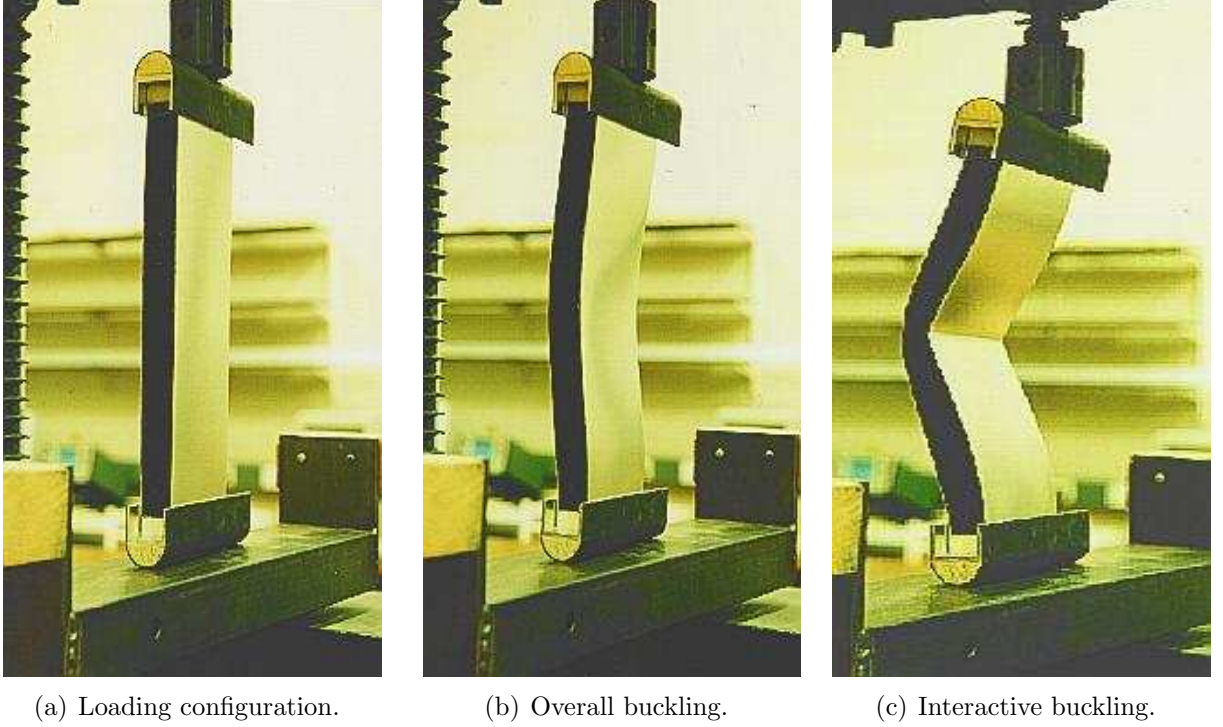 (a) Loading configuration.
(b) Overall buckling.
(c) Interactive buckling.